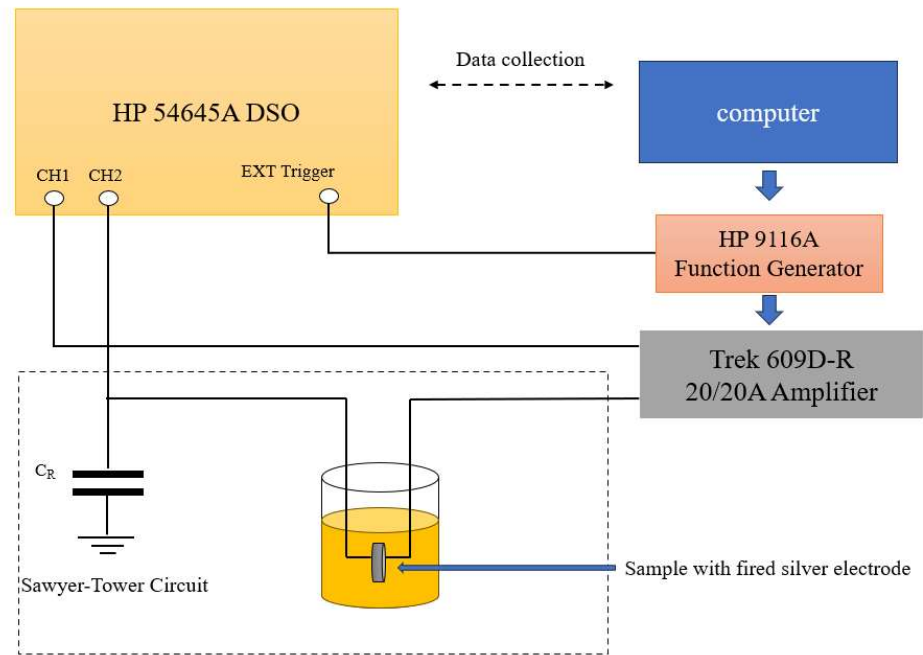 Data collection
HP 54645A DSO
computer
CH1
CH2
EXT Trigger
HP 9116A
Function Generator
Trek 609D-R
20/20A Amplifier
CR
Sawyer-Tower Circuit
Sample with fired silver electrode